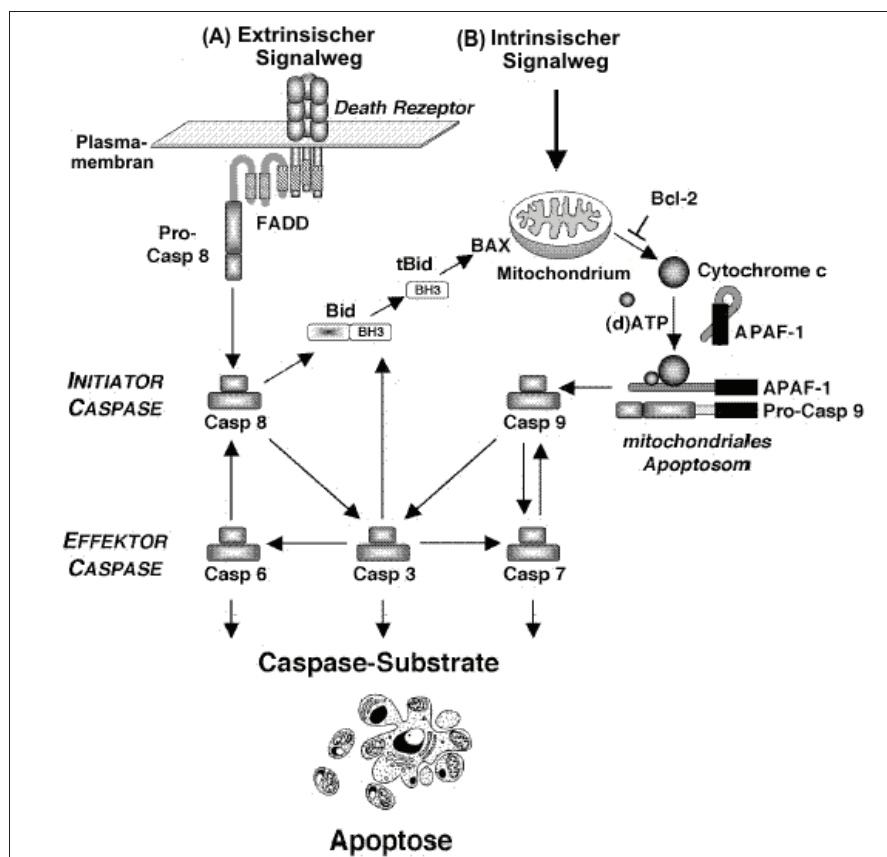 (A) Extrinsischer
Signalweg
(B) Intrinsischer
Signalweg
Death Rezeptor
Plasma-
membran
FADD
Pro-
Casp 8
Bcl-2
BAX
Mitochondrium
Cytochrome c
tBid
BH3
Bid
BH3
(d)ATP
APAF-1
INITIATOR
CASPASE
Casp 8
Casp 9
APAF-1
Pro-Casp 9
mitochondriales
Apoptosom
EFFEKTOR
CASPASE
Casp 6
Casp 3
Casp 7
Caspase-Substrate
Apoptose